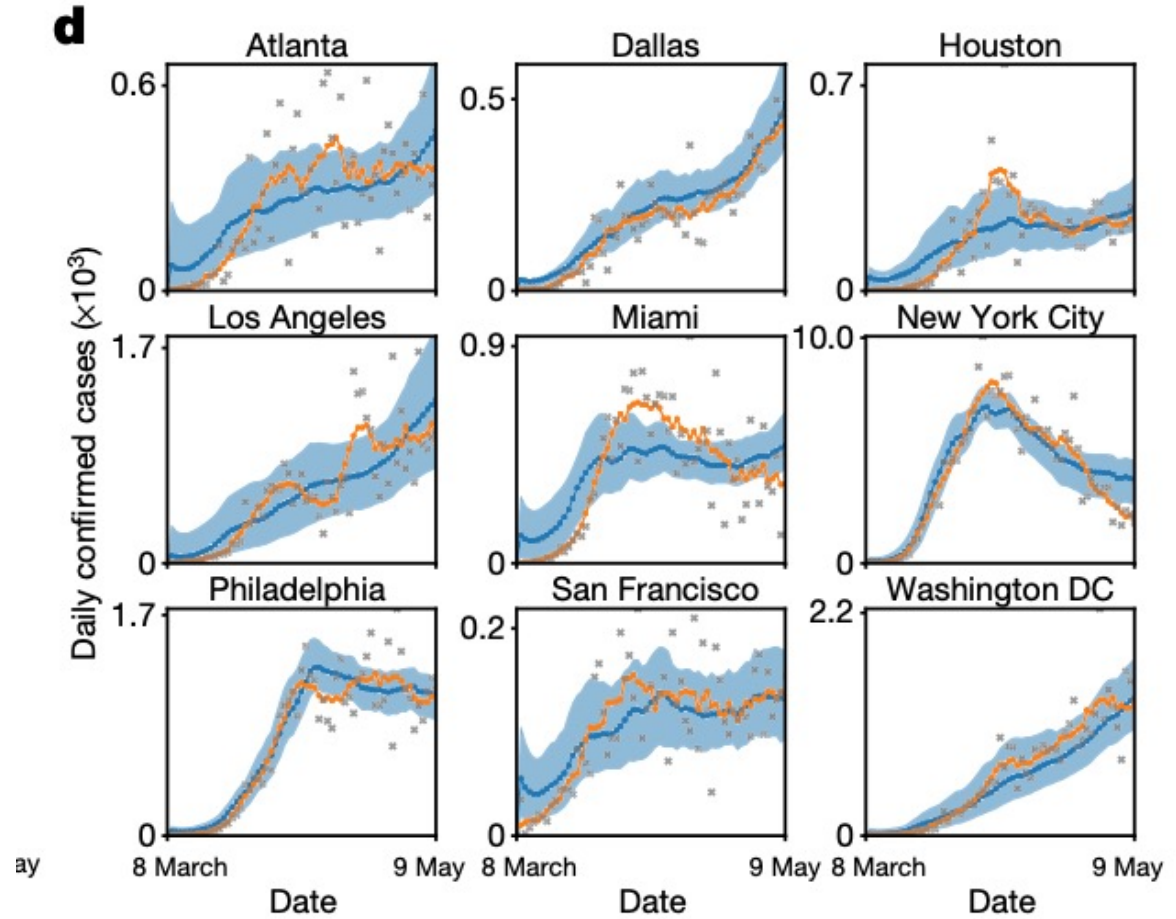 d
Atlanta
Dallas
Houston
0.6
0
0.5
0
0.7
0
Daily confirmed cases (×10³)
Los Angeles
Miami
New York City
1.7
0
0.9
0
10.0
0
Philadelphia
San Francisco
Washington DC
1.7
0
0.2
0
2.2
0
ay
8 March
9 May
8 March
9 May
8 March
9 May
Date
Date
Date